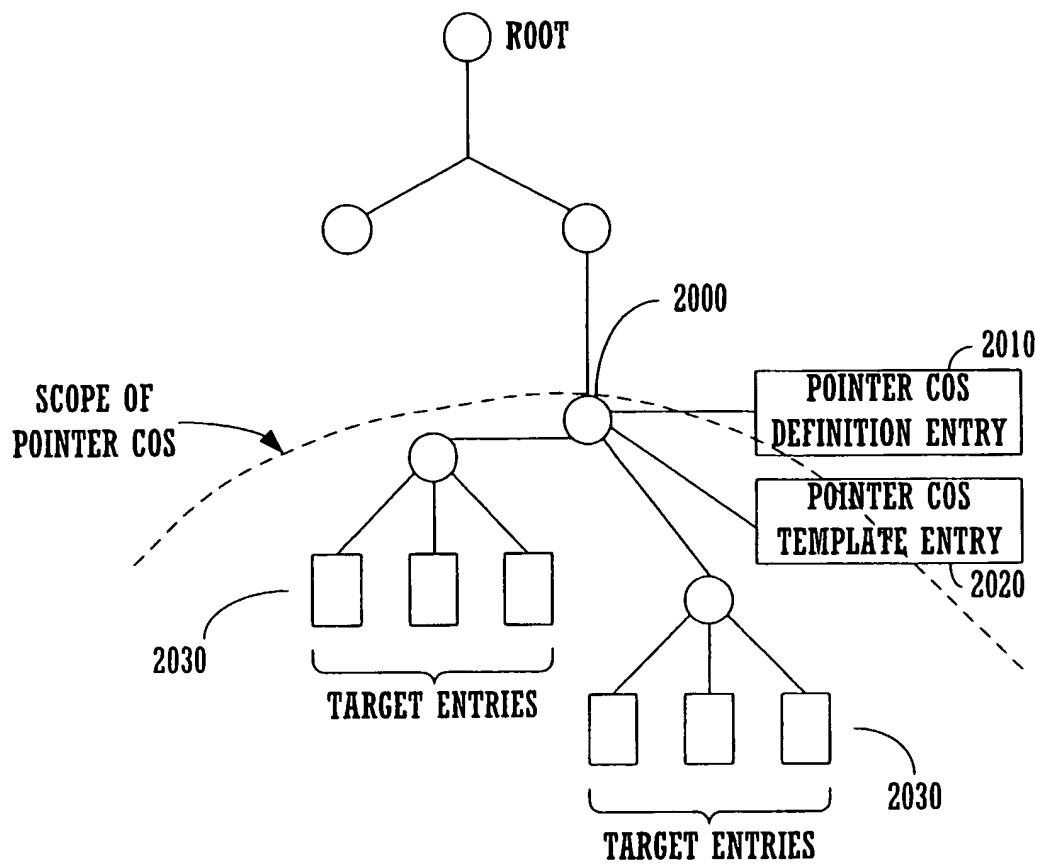 ROOT
2000
2010
POINTER COS
DEFINITION ENTRY
SCOPE OF
POINTER COS
POINTER COS
TEMPLATE ENTRY
2020
2030
TARGET ENTRIES
2030
TARGET ENTRIES